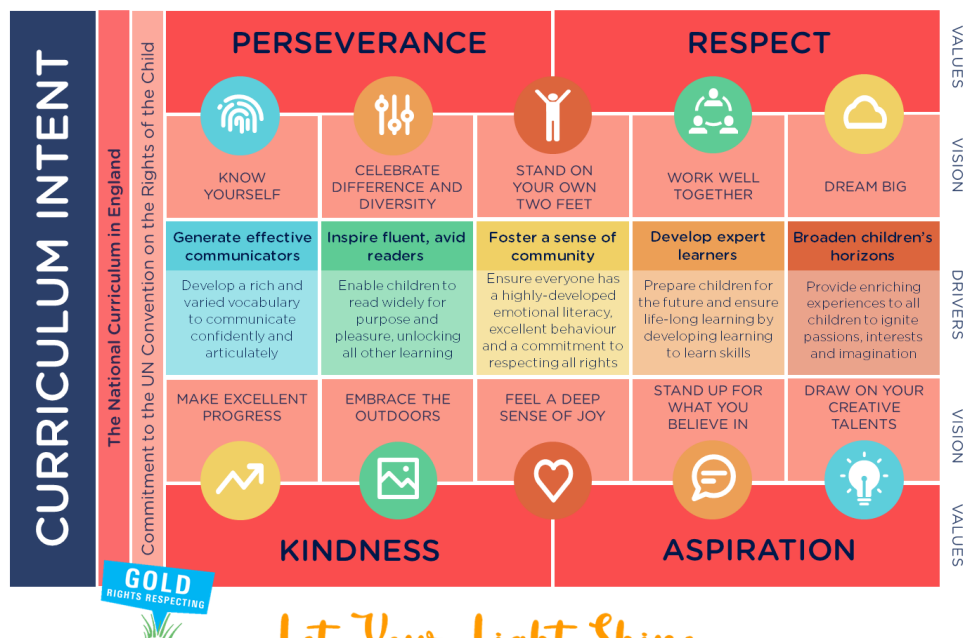 CURRICULUM INTENT
The National Curriculum in England
Commitment to the UN Convention on the Rights of the Child
PERSEVERANCE
RESPECT
VALUES
KNOW
YOURSELF
CELEBRATE
DIFFERENCE AND
DIVERSITY
STAND ON
YOUR OWN
TWO FEET
WORK WELL
TOGETHER
DREAM BIG
VISION
Generate effective
communicators
Develop a rich and
varied vocabulary
to communicate
confidently and
articulately
Inspire fluent, avid
readers
Enable children to
read widely for
purpose and
pleasure, unlocking
all other learning
Foster a sense of
community
Ensure everyone has
a highly-developed
emotional literacy,
excellent behaviour
and a commitment to
respecting all rights
Develop expert
learners
Prepare children for
the future and ensure
life-long learning by
developing learning
to learn skills
Broaden children's
horizons
Provide enriching
experiences to all
children to ignite
passions, interests
and imagination
DRIVERS
MAKE EXCELLENT
PROGRESS
EMBRACE THE
OUTDOORS
FEEL A DEEP
SENSE OF JOY
STAND UP FOR
WHAT YOU
BELIEVE IN
DRAW ON YOUR
CREATIVE
TALENTS
VISION
KINDNESS
ASPIRATION
VALUES
GOLD
RIGHTS RESPECTING
Let Your Light Shine